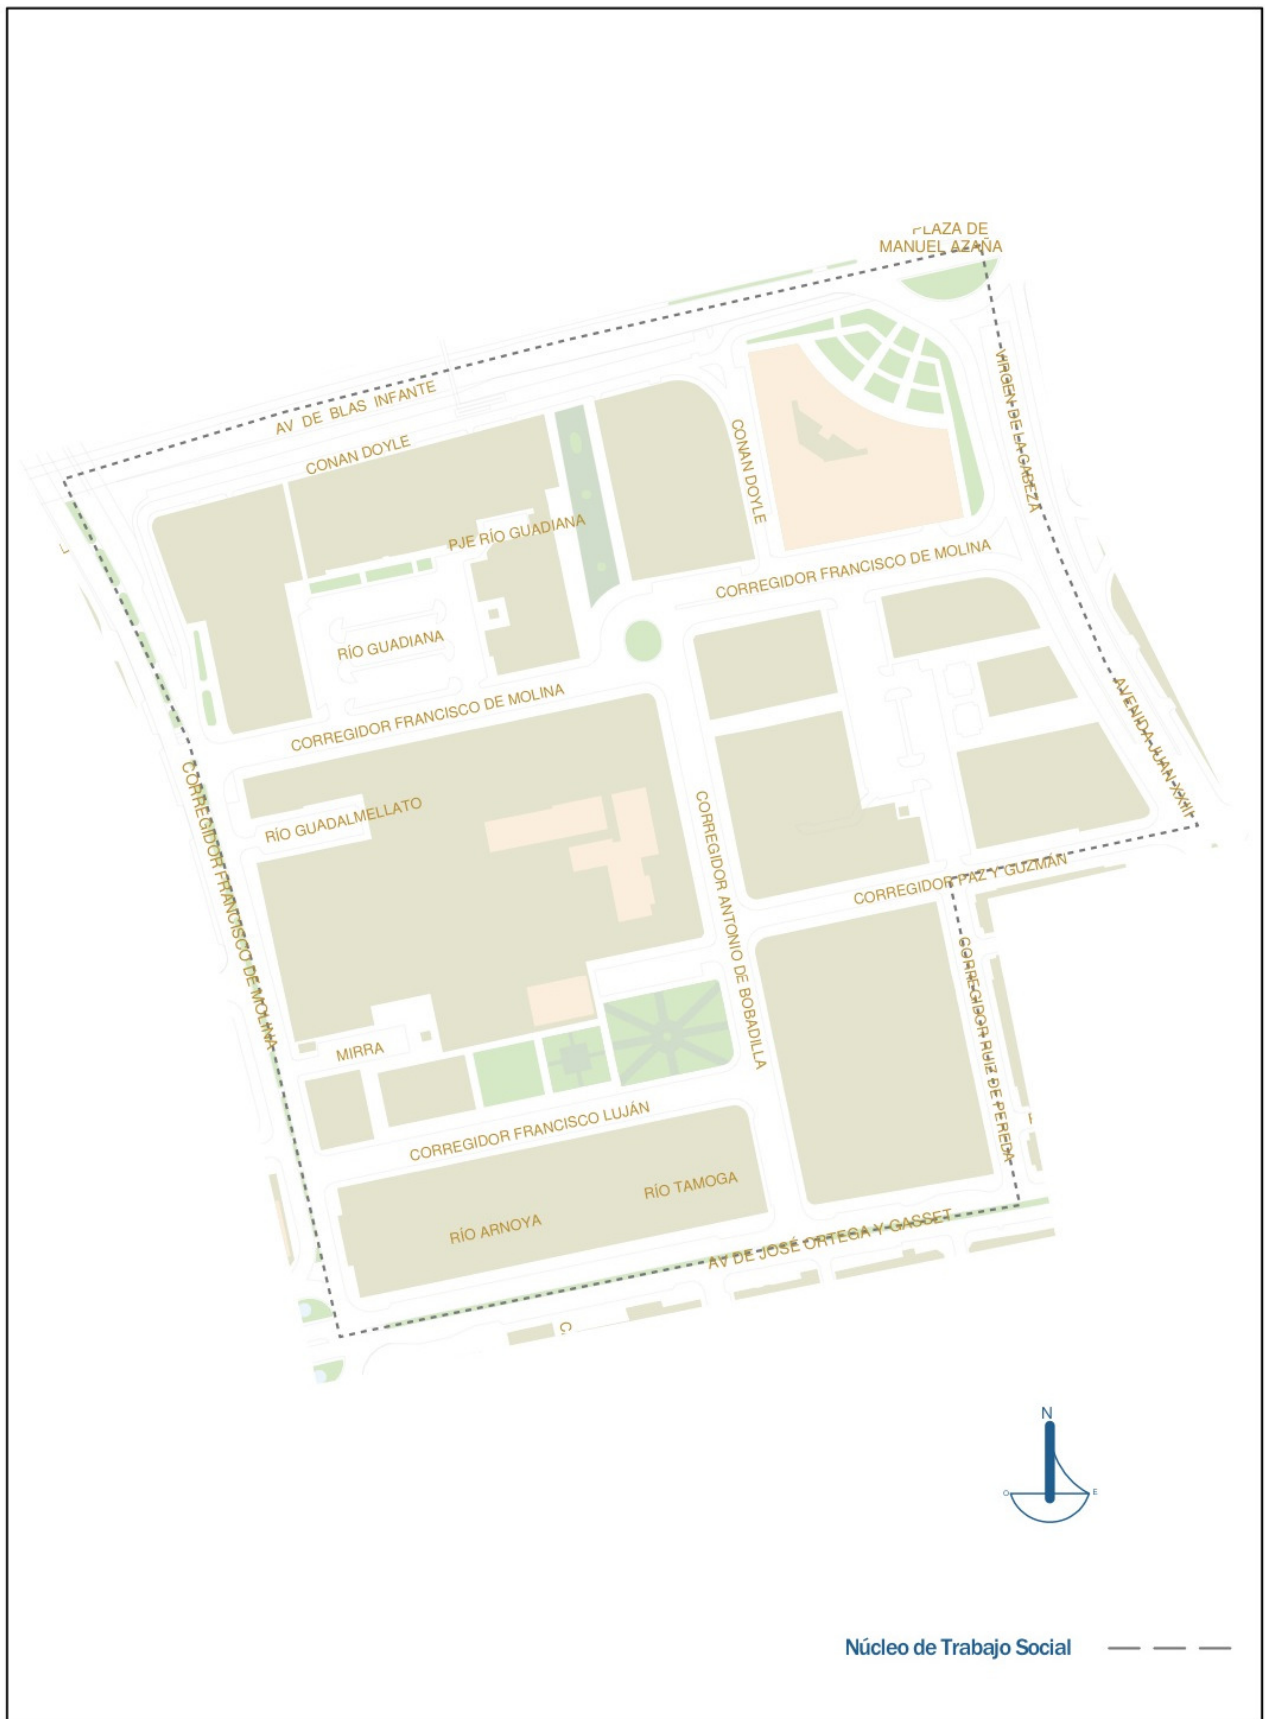 PLAZA DE
MANUEL AZAÑA
AV DE BLAS INFANTE
CONAN DOYLE
VIRGEN DE LA CABEZA
CONAN DOYLE
PJE RÍO GUADIANA
CORREGIDOR FRANCISCO DE MOLINA
RÍO GUADIANA
CORREGIDOR FRANCISCO DE MOLINA
AVENIDA JUAN XXIII
CORREGIDOR FRANCISCO DE MOLINA
RÍO GUADALMELLATO
CORREGIDOR ANTONIO DE BOBADILLA
CORREGIDOR PAZ Y GUZMÁN
CORREGIDOR RUIZ DE PEREDA
MIRRA
CORREGIDOR FRANCISCO LUJÁN
RÍO TAMOGA
RÍO ARNOYA
AV DE JOSÉ ORTEGA Y GASSET
N
O
E
Núcleo de Trabajo Social